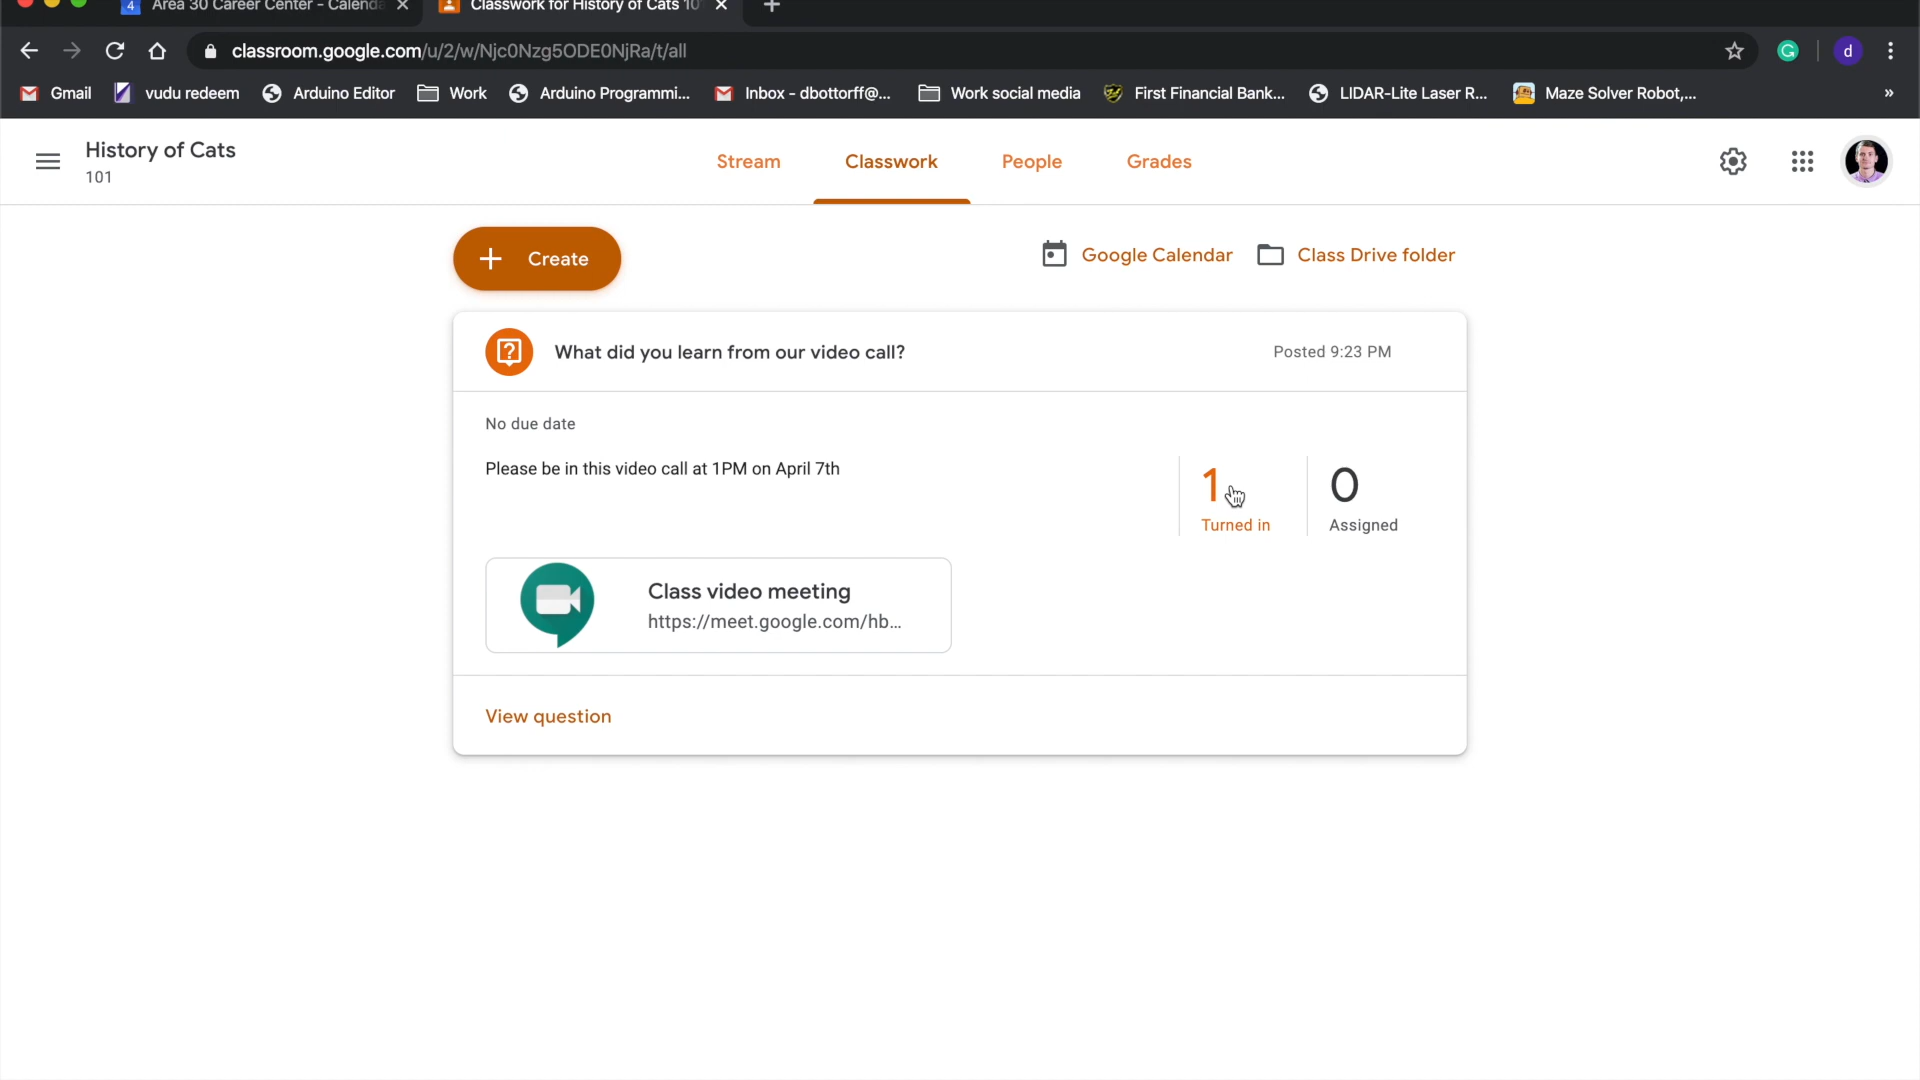 4 Area 30 Career Center - Calenda
Classwork for History of Cats 10
classroom.google.com/u/2/w/Njc0Nzg5ODE0NjRa/t/all
G
d
Gmail
vudu redeem
Arduino Editor
Work
Arduino Programmi...
Inbox - dbottorff@...
Work social media
First Financial Bank...
LIDAR-Lite Laser R...
Maze Solver Robot,...
»
History of Cats
101
Stream
Classwork
People
Grades
Create
Google Calendar
Class Drive folder
What did you learn from our video call?
Posted 9:23 PM
No due date
Please be in this video call at 1PM on April 7th
1
Turned in
0
Assigned
Class video meeting
https://meet.google.com/hb...
View question